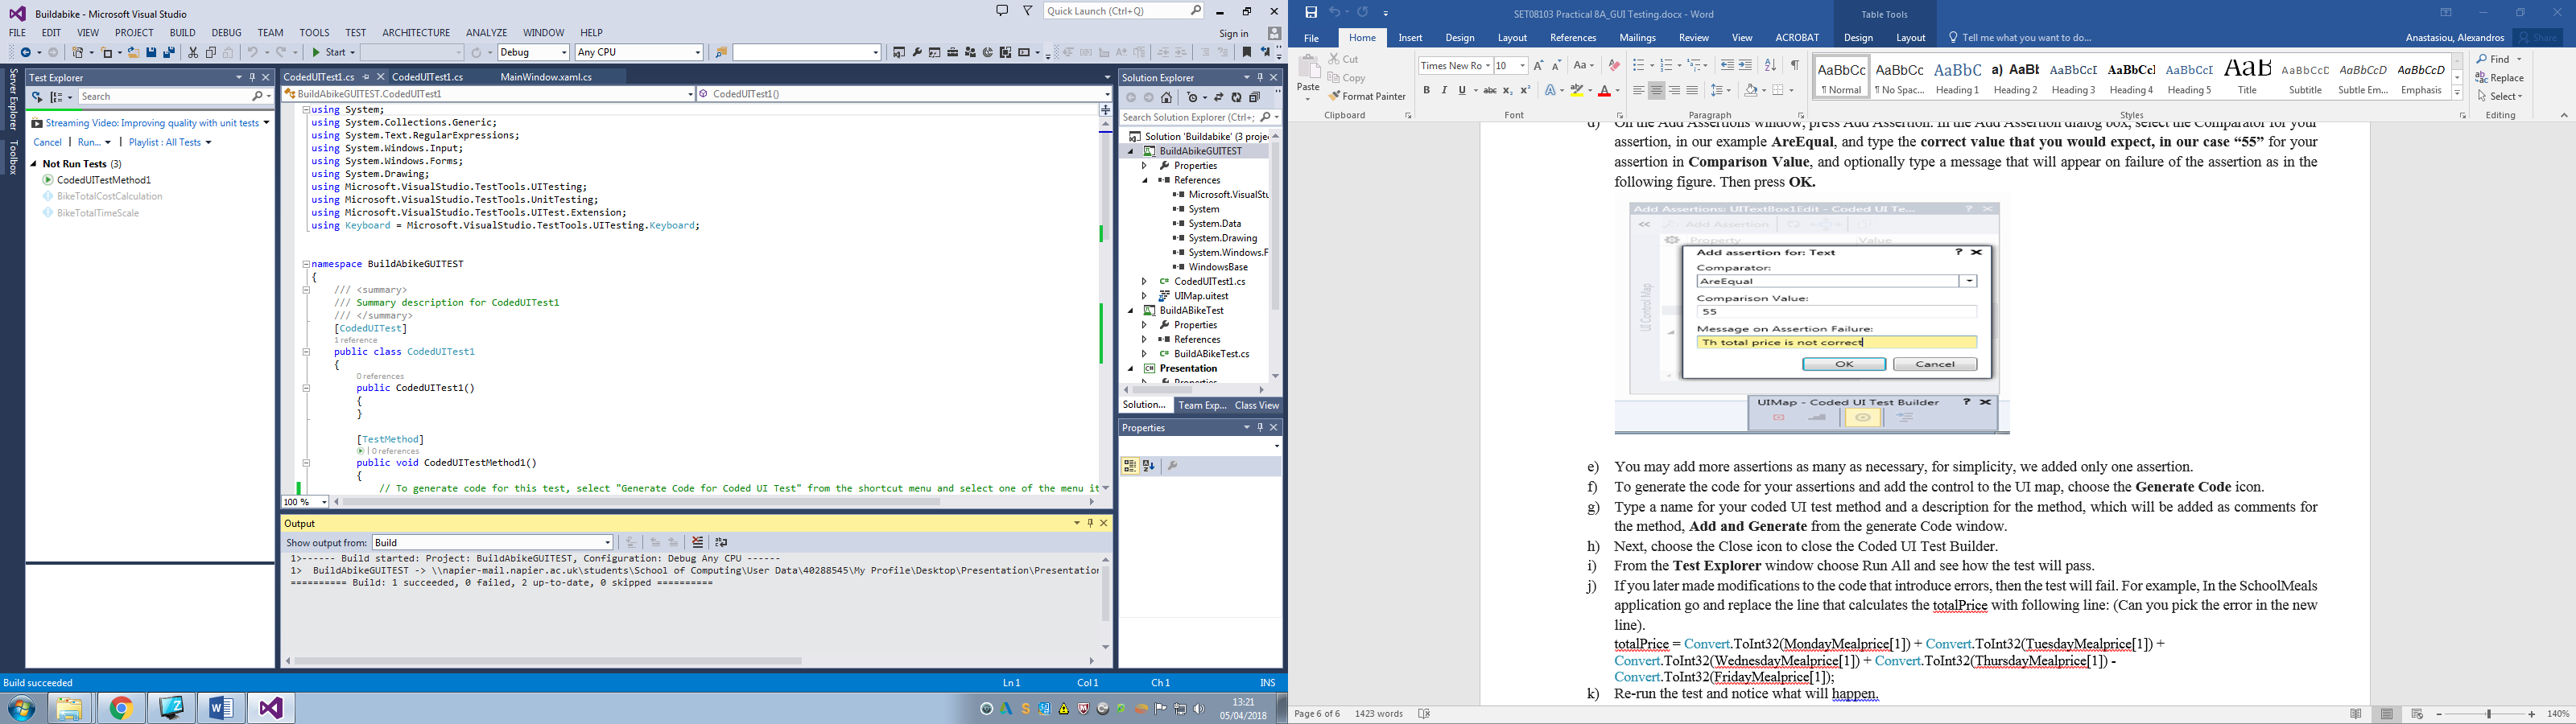 Buildabike - Microsoft Visual Studio
Quick Launch (Ctrl+Q)
FILE EDIT VIEW PROJECT BUILD DEBUG TEAM TOOLS TEST ARCHITECTURE ANALYZE WINDOW HELP
Sign in
Start
Debug
Any CPU
Server Explorer
Toolbox
Test Explorer
Search
Streaming Video: Improving quality with unit tests
Cancel Run... Playlist : All Tests
Not Run Tests (3)
CodedUITestMethod1
BikeTotalCostCalculation
BikeTotalTimeScale
CodedUITest1.cs CodedUITest1.cs MainWindow.xaml.cs
BuildAbikeGUITEST.CodedUITest1
CodedUITest1()
using System;
using System.Collections.Generic;
using System.Text.RegularExpressions;
using System.Windows.Input;
using System.Windows.Forms;
using System.Drawing;
using Microsoft.VisualStudio.TestTools.UITesting;
using Microsoft.VisualStudio.TestTools.UnitTesting;
using Microsoft.VisualStudio.TestTools.UITest.Extension;
using Keyboard = Microsoft.VisualStudio.TestTools.UITesting.Keyboard;
namespace BuildAbikeGUITEST
{
/// <summary>
/// Summary description for CodedUITest1
/// </summary>
[CodedUITest]
1 reference
public class CodedUITest1
{
0 references
public CodedUITest1()
{
}
[TestMethod]
| 0 references
public void CodedUITestMethod1()
{
// To generate code for this test, select "Generate Code for Coded UI Test" from the shortcut menu and select one of the menu it
100 %
Output
Show output from: Build
1>------ Build started: Project: BuildAbikeGUITEST, Configuration: Debug Any CPU ------
1> BuildAbikeGUITEST -> \\napier-mail.napier.ac.uk\students\School of Computing\User Data\40288545\My Profile\Desktop\Presentation\Presentation
========== Build: 1 succeeded, 0 failed, 2 up-to-date, 0 skipped ==========
Solution Explorer
Search Solution Explorer (Ctrl+;
Solution 'Buildabike' (3 proje
BuildAbikeGUITEST
Properties
References
Microsoft.VisualStu
System
System.Data
System.Drawing
System.Windows.F
WindowsBase
CodedUITest1.cs
UIMap.uitest
BuildABikeTest
Properties
References
BuildABikeTest.cs
Presentation
Properties
Solution... Team Exp... Class View
Properties
Build succeeded
Ln 1 Col 1 Ch 1 INS
13:21
05/04/2018
SET08103 Practical 8A_GUI Testing.docx - Word
Table Tools
File Home Insert Design Layout References Mailings Review View ACROBAT Design Layout Tell me what you want to do...
Anastasiou, Alexandros Share
Paste
Cut
Copy
Format Painter
Clipboard
Times New Ro 10
Font
Paragraph
AaBbCc AaBbCc AaBbC a) AaBl AaBbCcI AaBbCcI AaBbCcI AaB AaBbCcD AaBbCcD AaBbCcD
¶ Normal ¶ No Spac... Heading 1 Heading 2 Heading 3 Heading 4 Heading 5 Title Subtitle Subtle Em... Emphasis
Styles
Find
Replace
Select
Editing
d) On the Add Assertions window, press Add Assertion. In the Add Assertion dialog box, select the Comparator for your
assertion, in our example AreEqual, and type the correct value that you would expect, in our case “55” for your
assertion in Comparison Value, and optionally type a message that will appear on failure of the assertion as in the
following figure. Then press OK.
Add Assertions: UITextBox1Edit - Coded UI Te...
Add Assertion
Property Value
UI Control Map
Add assertion for: Text
Comparator:
AreEqual
Comparison Value:
55
Message on Assertion Failure:
Th total price is not correct
OK Cancel
UIMap - Coded UI Test Builder
e) You may add more assertions as many as necessary, for simplicity, we added only one assertion.
f) To generate the code for your assertions and add the control to the UI map, choose the Generate Code icon.
g) Type a name for your coded UI test method and a description for the method, which will be added as comments for
the method, Add and Generate from the generate Code window.
h) Next, choose the Close icon to close the Coded UI Test Builder.
i) From the Test Explorer window choose Run All and see how the test will pass.
j) If you later made modifications to the code that introduce errors, then the test will fail. For example, In the SchoolMeals
application go and replace the line that calculates the totalPrice with following line: (Can you pick the error in the new
line).
totalPrice = Convert.ToInt32(MondayMealprice[1]) + Convert.ToInt32(TuesdayMealprice[1]) +
Convert.ToInt32(WednesdayMealprice[1]) + Convert.ToInt32(ThursdayMealprice[1]) -
Convert.ToInt32(FridayMealprice[1]);
k) Re-run the test and notice what will happen.
Page 6 of 6 1423 words
140%